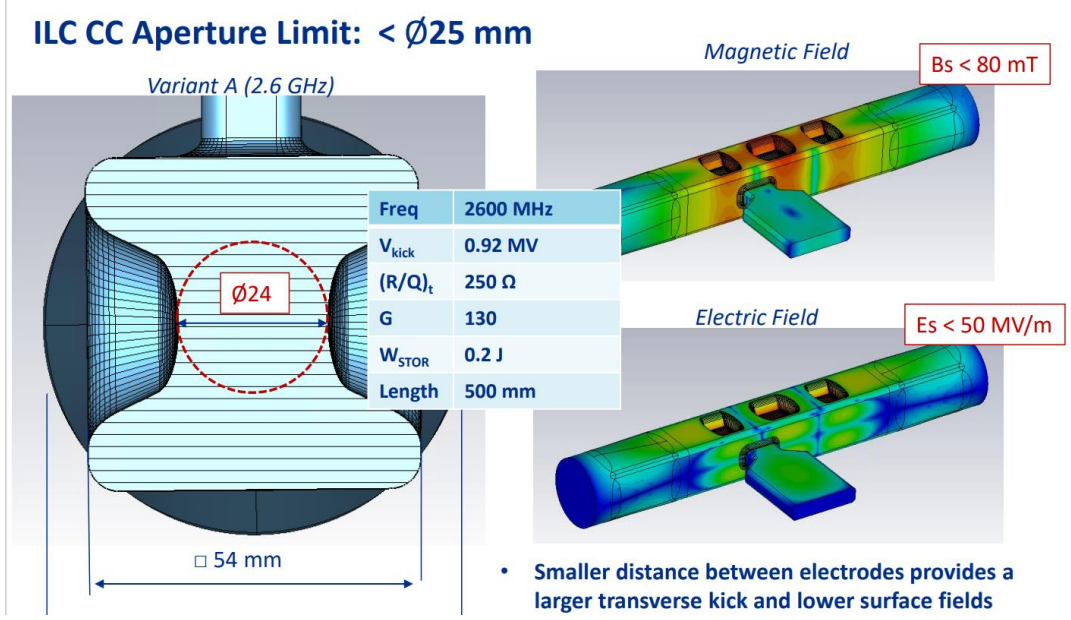 ILC CC Aperture Limit: < Ø25 mm
Variant A (2.6 GHz)
Ø24
□ 54 mm
Freq 2600 MHz
Vkick 0.92 MV
(R/Q)t 250 Ω
G 130
WSTOR 0.2 J
Length 500 mm
Magnetic Field
Bs < 80 mT
Electric Field
Es < 50 MV/m
• Smaller distance between electrodes provides a
larger transverse kick and lower surface fields